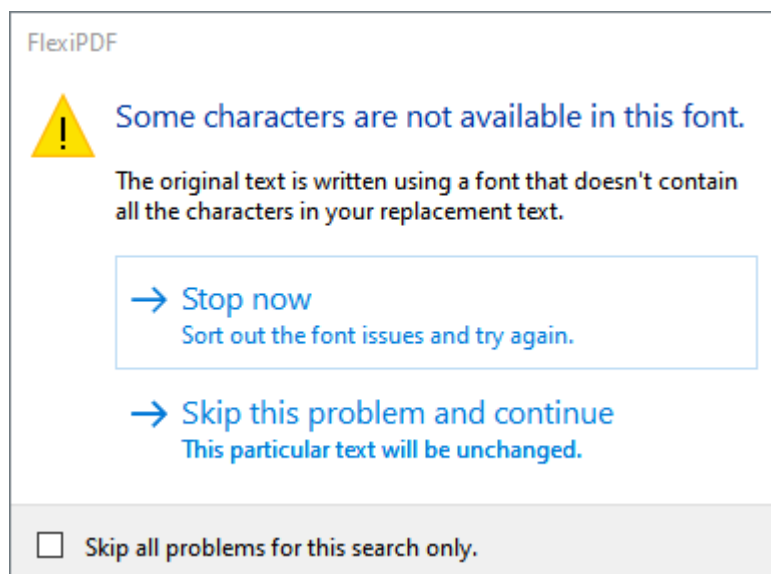 FlexiPDF
Some characters are not available in this font.
The original text is written using a font that doesn't contain
all the characters in your replacement text.
→ Stop now
Sort out the font issues and try again.
→ Skip this problem and continue
This particular text will be unchanged.
Skip all problems for this search only.